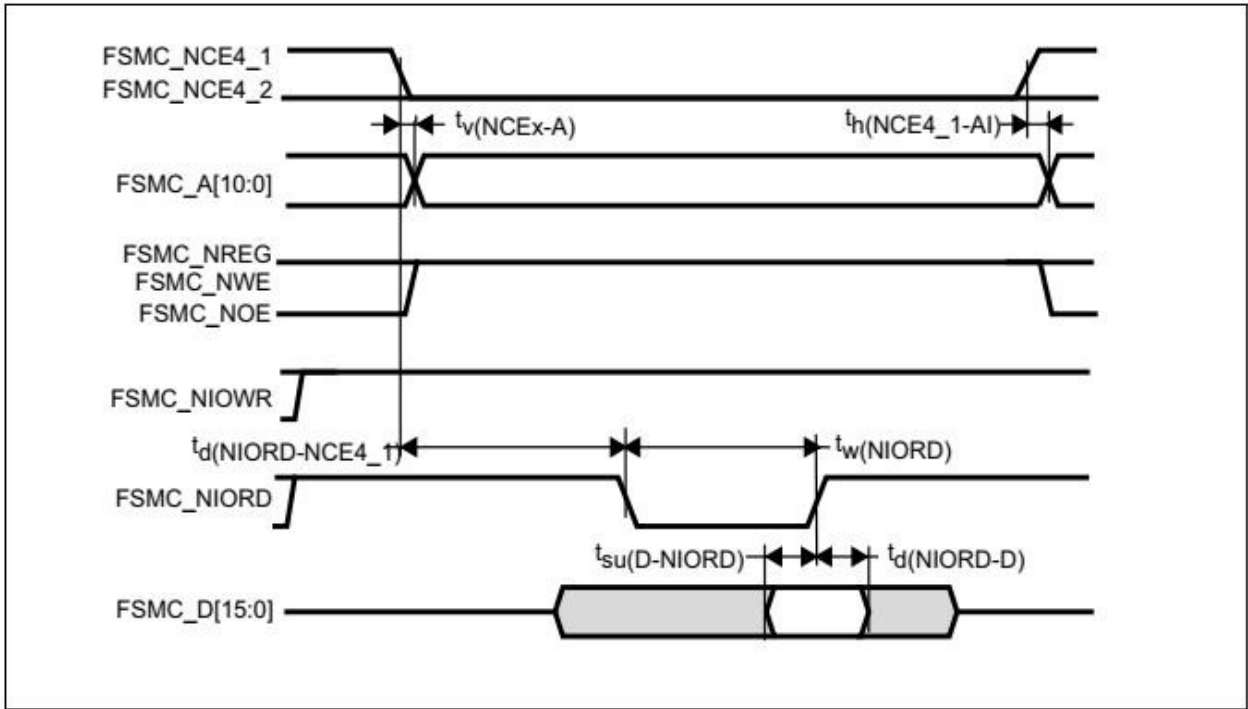 FSMC_NCE4_1
FSMC_NCE4_2
tv(NCEx-A)
th(NCE4_1-AI)
FSMC_A[10:0]
FSMC_NREG
FSMC_NWE
FSMC_NOE
FSMC_NIOWR
td(NIORD-NCE4_1)
tw(NIORD)
FSMC_NIORD
tsu(D-NIORD)
td(NIORD-D)
FSMC_D[15:0]